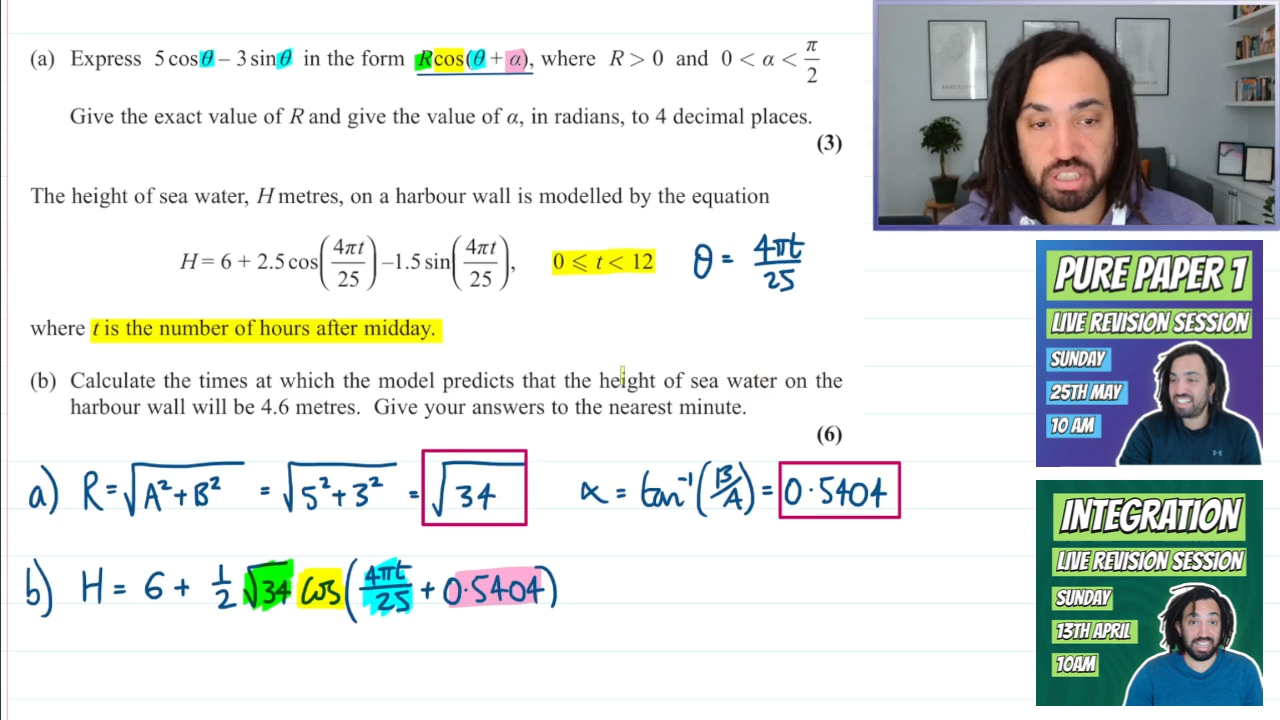 (a) Express 5 cosθ – 3 sinθ in the form Rcos(θ + α), where R > 0 and 0 < α < π/2
Give the exact value of R and give the value of α, in radians, to 4 decimal places.
(3)
The height of sea water, H metres, on a harbour wall is modelled by the equation
H = 6 + 2.5 cos(4πt/25) – 1.5 sin(4πt/25), 0 ⩽ t < 12 θ = 4πt/25
where t is the number of hours after midday.
(b) Calculate the times at which the model predicts that the height of sea water on the
harbour wall will be 4.6 metres. Give your answers to the nearest minute.
(6)
a) R = √(A² + B²) = √(5² + 3²) = √34 α = tan⁻¹(B/A) = 0.5404
b) H = 6 + 1/2 √34 cos(4πt/25 + 0.5404)
PURE PAPER 1
LIVE REVISION SESSION
SUNDAY
25TH MAY
10 AM
INTEGRATION
LIVE REVISION SESSION
SUNDAY
13TH APRIL
10AM